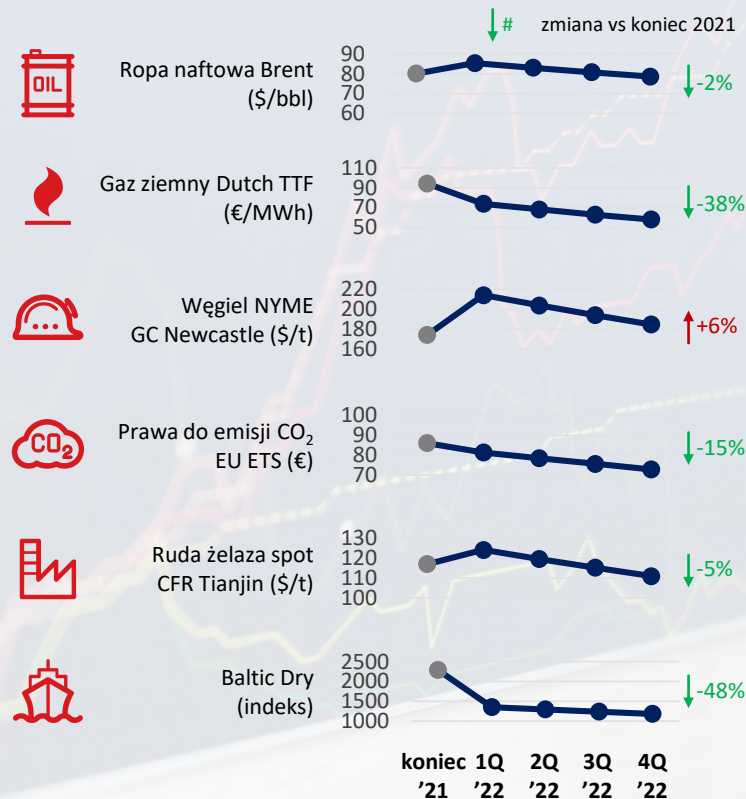 # zmiana vs koniec 2021
OIL
Ropa naftowa Brent
($/bbl)
90
80
70
60
-2%
Gaz ziemny Dutch TTF
(€/MWh)
110
90
70
50
-38%
Węgiel NYME
GC Newcastle ($/t)
220
200
180
160
+6%
CO2
Prawa do emisji CO₂
EU ETS (€)
100
90
80
70
-15%
Ruda żelaza spot
CFR Tianjin ($/t)
130
120
110
100
-5%
Baltic Dry
(indeks)
2500
2000
1500
1000
-48%
koniec 1Q 2Q 3Q 4Q
’21 ’22 ’22 ’22 ’22